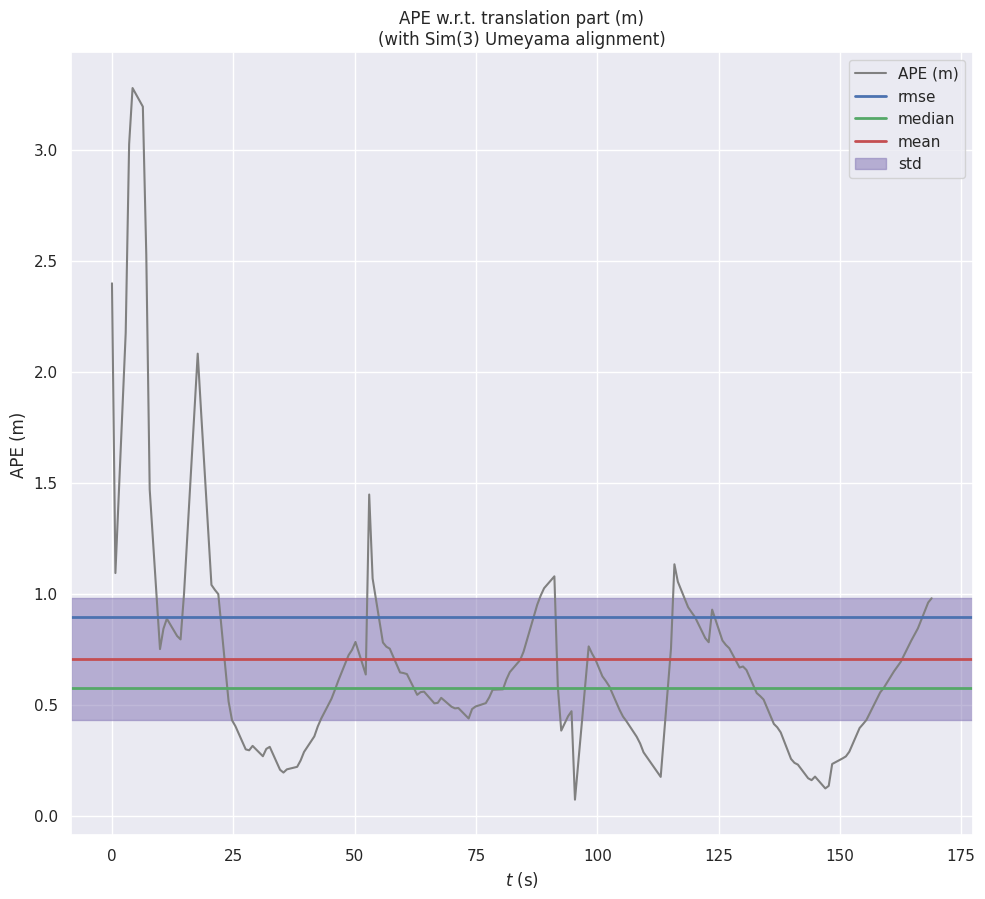 APE w.r.t. translation part (m)
(with Sim(3) Umeyama alignment)
APE (m)
rmse
median
mean
std
APE (m)
3.0
2.5
2.0
1.5
1.0
0.5
0.0
0 25 50 75 100 125 150 175
t (s)